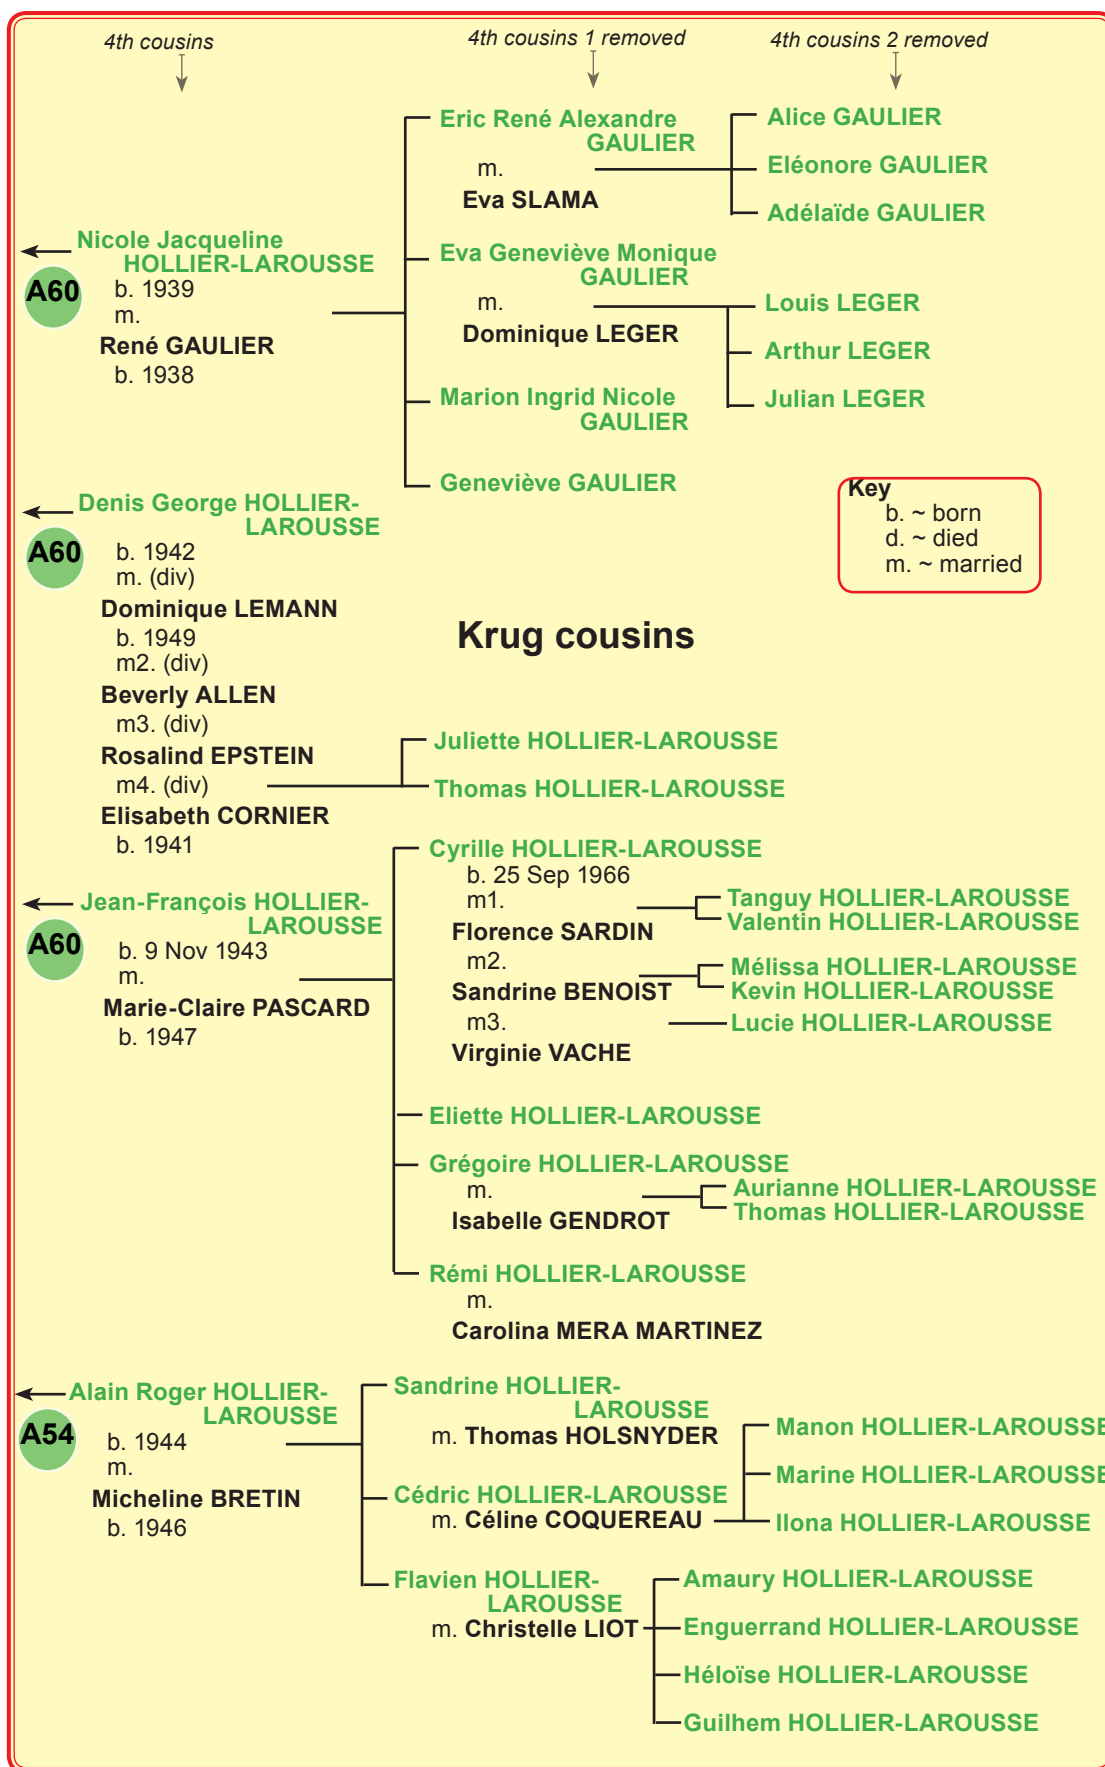 4th cousins
4th cousins 1 removed
4th cousins 2 removed
Nicole Jacqueline
HOLLIER-LAROUSSE
A60
b. 1939
m.
René GAULIER
b. 1938
Eric René Alexandre
GAULIER
m.
Eva SLAMA
Alice GAULIER
Eléonore GAULIER
Adélaïde GAULIER
Eva Geneviève Monique
GAULIER
m.
Dominique LEGER
Louis LEGER
Arthur LEGER
Julian LEGER
Marion Ingrid Nicole
GAULIER
Geneviève GAULIER
Key
b. ~ born
d. ~ died
m. ~ married
Denis George HOLLIER-
LAROUSSE
A60
b. 1942
m. (div)
Dominique LEMANN
b. 1949
m2. (div)
Beverly ALLEN
m3. (div)
Rosalind EPSTEIN
m4. (div)
Elisabeth CORNIER
b. 1941
Krug cousins
Juliette HOLLIER-LAROUSSE
Thomas HOLLIER-LAROUSSE
Jean-François HOLLIER-
LAROUSSE
A60
b. 9 Nov 1943
m.
Marie-Claire PASCARD
b. 1947
Cyrille HOLLIER-LAROUSSE
b. 25 Sep 1966
m1.
Florence SARDIN
m2.
Sandrine BENOIST
m3.
Virginie VACHE
Tanguy HOLLIER-LAROUSSE
Valentin HOLLIER-LAROUSSE
Mélissa HOLLIER-LAROUSSE
Kevin HOLLIER-LAROUSSE
Lucie HOLLIER-LAROUSSE
Eliette HOLLIER-LAROUSSE
Grégoire HOLLIER-LAROUSSE
m.
Isabelle GENDROT
Aurianne HOLLIER-LAROUSSE
Thomas HOLLIER-LAROUSSE
Rémi HOLLIER-LAROUSSE
m.
Carolina MERA MARTINEZ
Alain Roger HOLLIER-
LAROUSSE
A54
b. 1944
m.
Micheline BRETIN
b. 1946
Sandrine HOLLIER-
LAROUSSE
m. Thomas HOLSNYDER
Cédric HOLLIER-LAROUSSE
m. Céline COQUEREAU
Manon HOLLIER-LAROUSSE
Marine HOLLIER-LAROUSSE
Ilona HOLLIER-LAROUSSE
Flavien HOLLIER-
LAROUSSE
m. Christelle LIOT
Amaury HOLLIER-LAROUSSE
Enguerrand HOLLIER-LAROUSSE
Héloïse HOLLIER-LAROUSSE
Guilhem HOLLIER-LAROUSSE